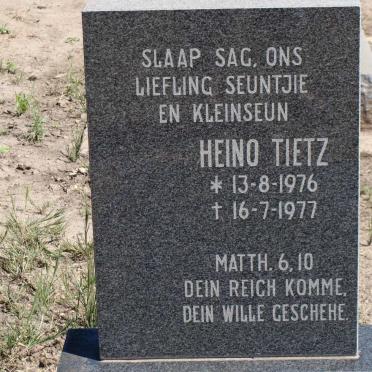 SLAAP SAG, ONS
LIEFLING SEUNTJIE
EN KLEINSEUN
HEINO TIETZ
* 13-8-1976
† 16-7-1977
MATTH. 6,10
DEIN REICH KOMME,
DEIN WILLE GESCHEHE.